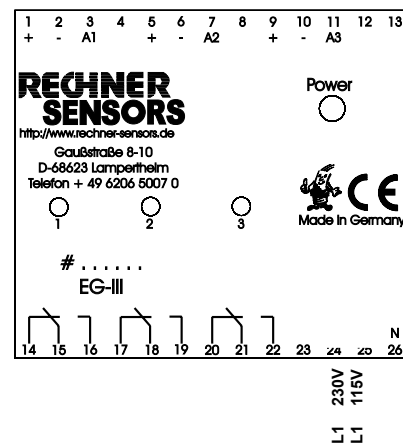 1 2 3 4 5 6 7 8 9 10 11 12 13
+ - A1 + - A2 + - A3
RECHNER
SENSORS
http://www.rechner-sensors.de
Gaußstraße 8-10
D-68623 Lampertheim
Telefon + 49 6206 5007 0
Power
CE
Made in Germany
1 2 3
# . . . . . .
EG-III
N
14 15 16 17 18 19 20 21 22 23 24 25 26
L1 230V
L1 115V